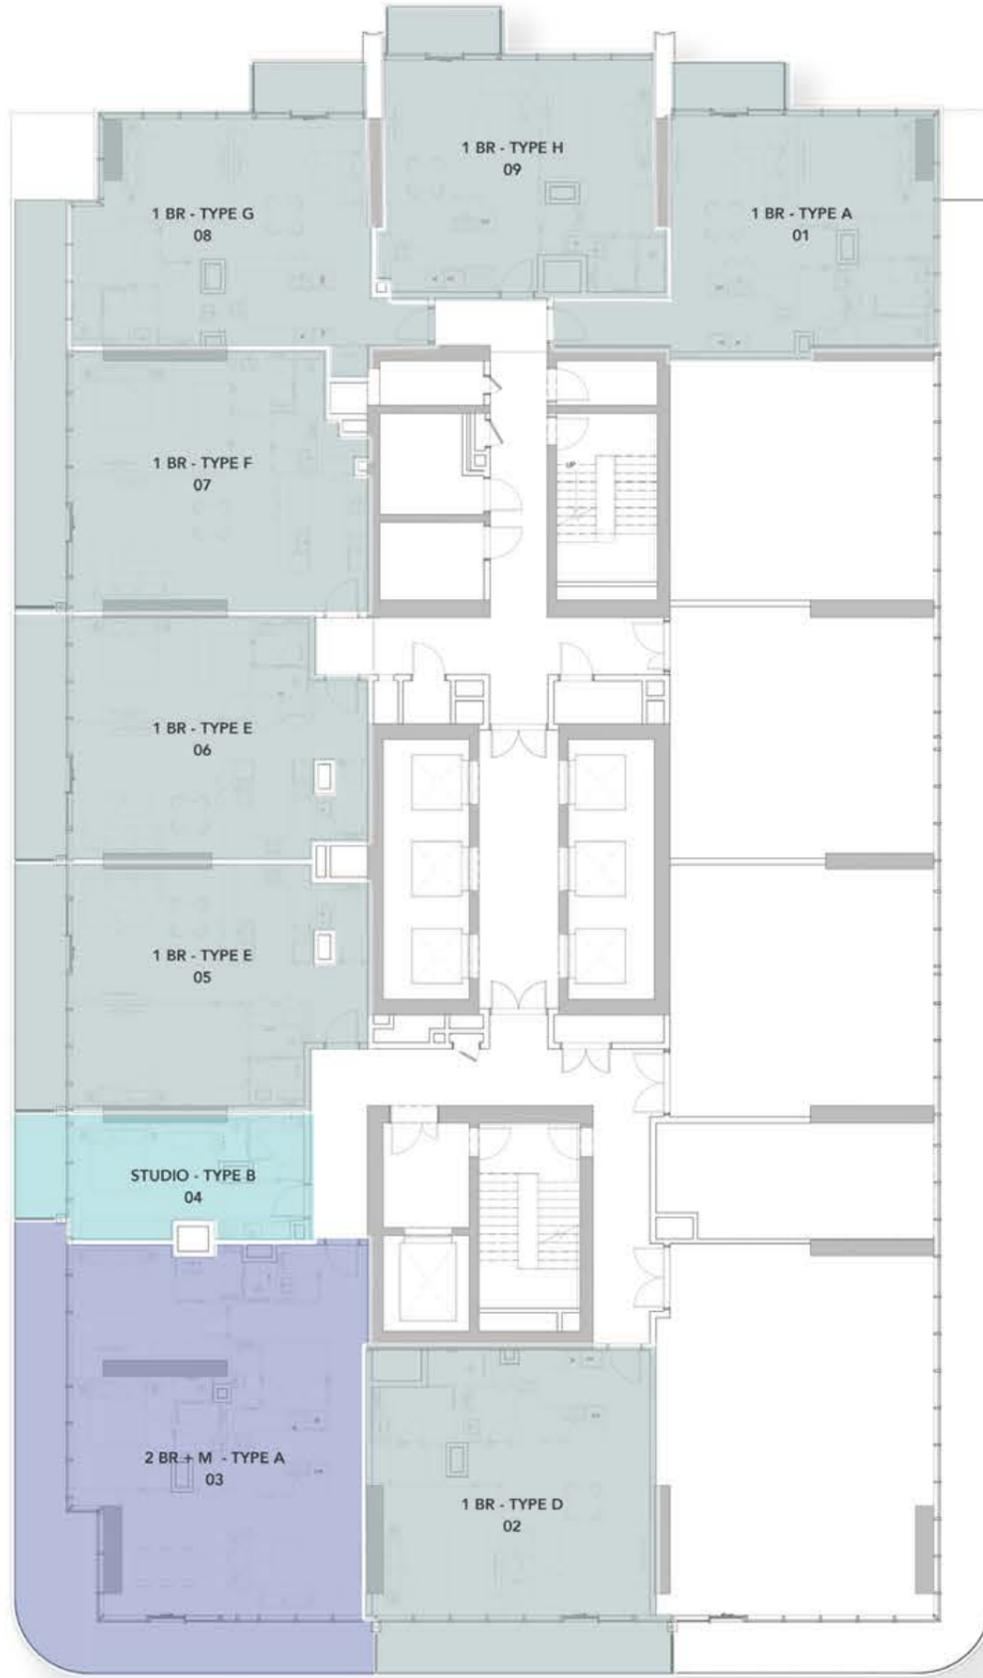 1 BR - TYPE H
09
1 BR - TYPE G
08
1 BR - TYPE A
01
1 BR - TYPE F
07
UP
1 BR - TYPE E
06
1 BR - TYPE E
05
STUDIO - TYPE B
04
2 BR + M - TYPE A
03
1 BR - TYPE D
02